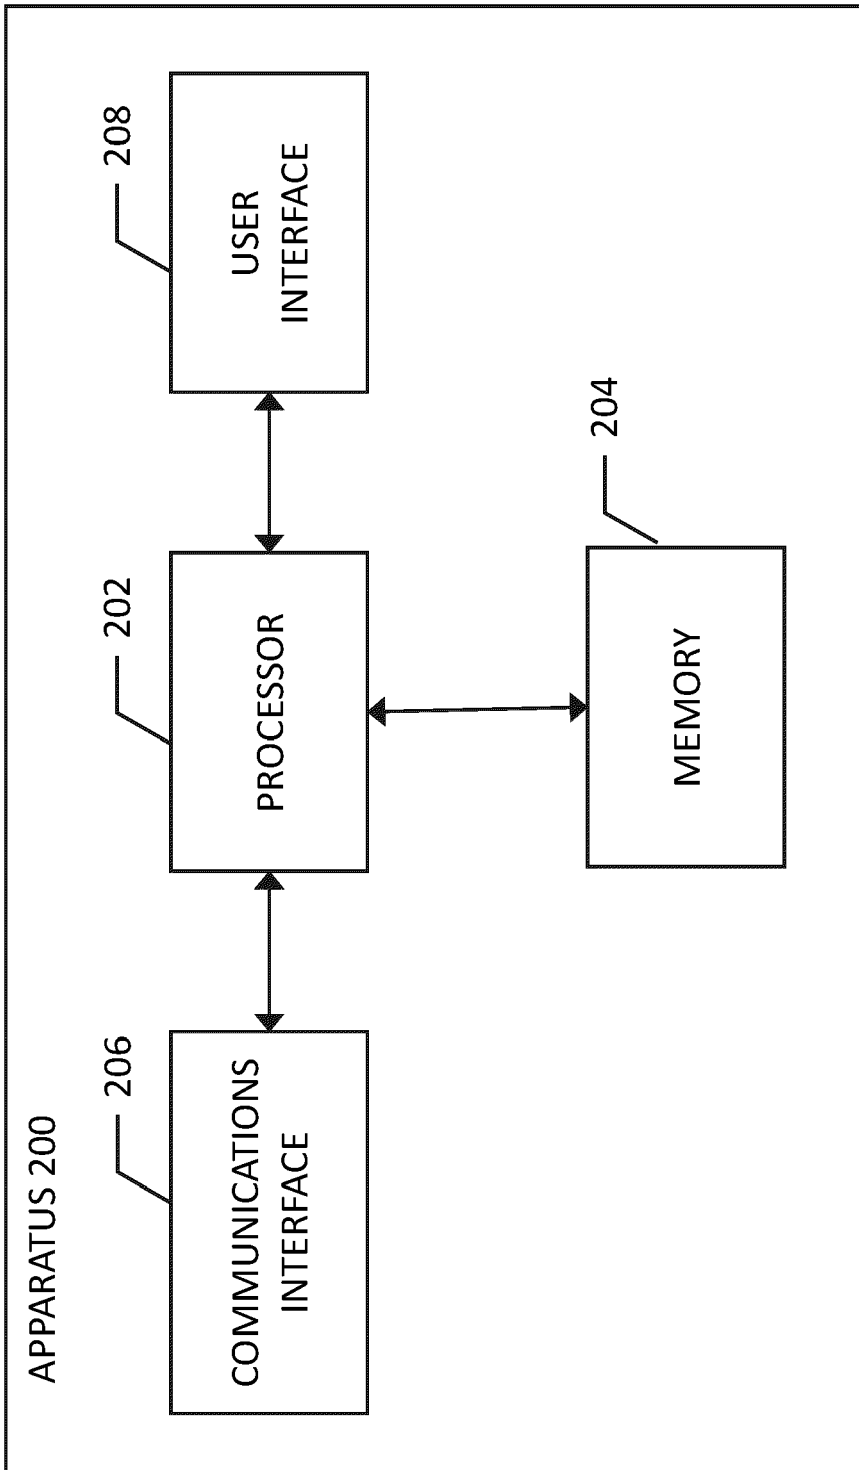 APPARATUS 200
206
COMMUNICATIONS
INTERFACE
202
PROCESSOR
208
USER
INTERFACE
204
MEMORY